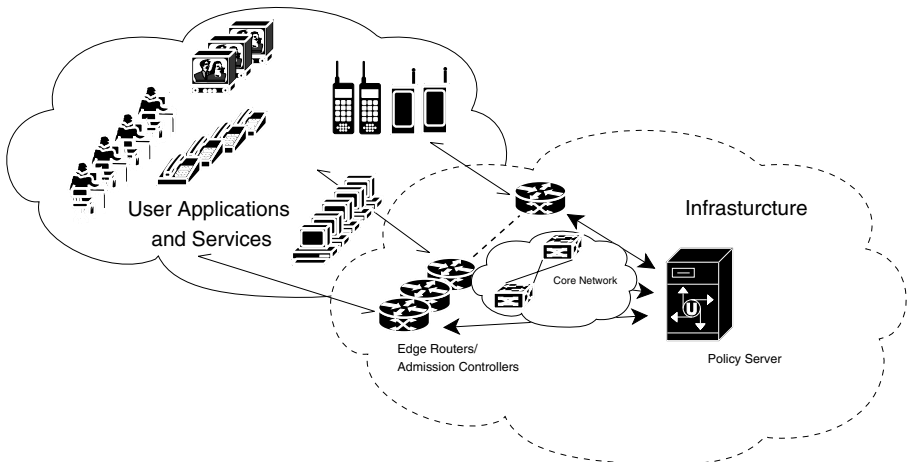 User Applications
and Services
Infrasturcture
Core Network
Edge Routers/
Admission Controllers
U
Policy Server